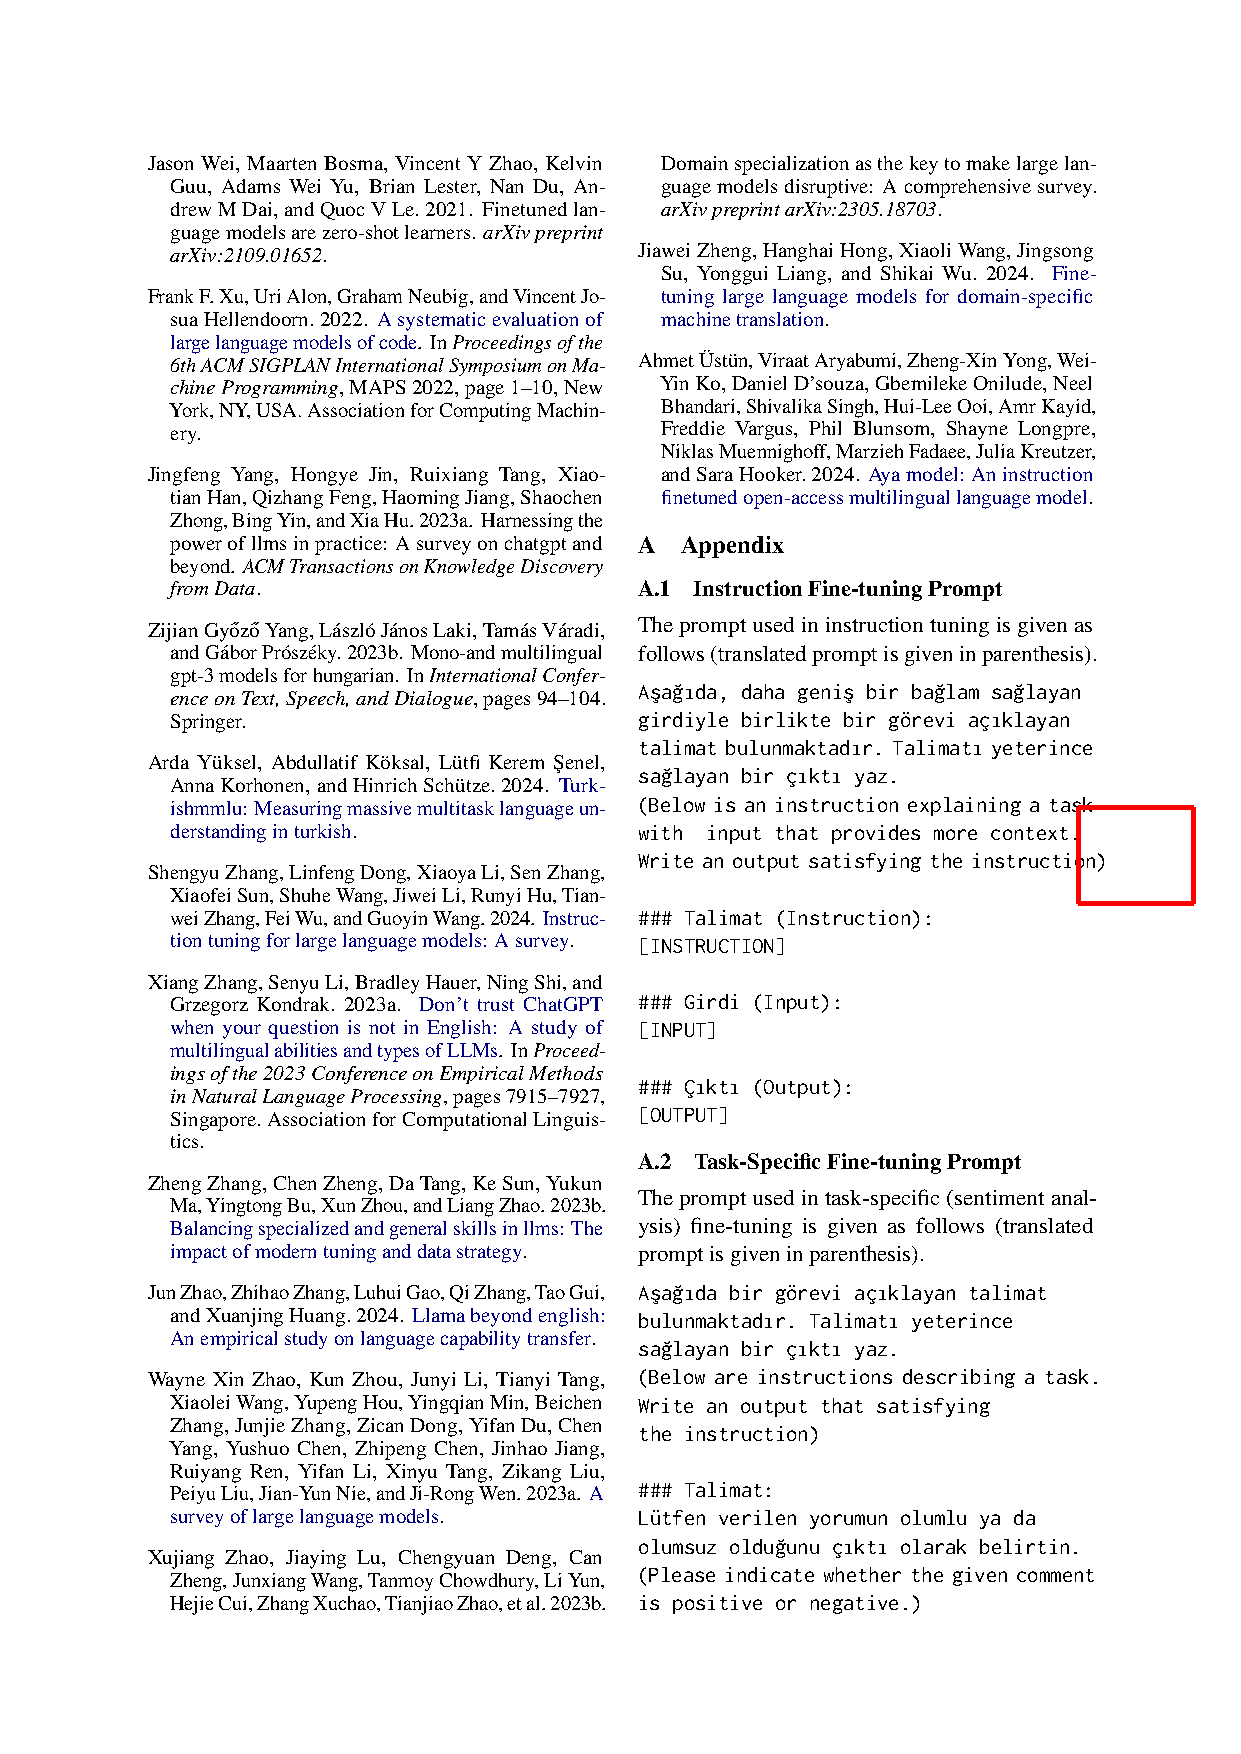 Jason Wei, Maarten Bosma, Vincent Y Zhao, Kelvin
Guu, Adams Wei Yu, Brian Lester, Nan Du, An-
drew M Dai, and Quoc V Le. 2021. Finetuned lan-
guage models are zero-shot learners. arXiv preprint
arXiv:2109.01652.
Frank F. Xu, Uri Alon, Graham Neubig, and Vincent Jo-
sua Hellendoorn. 2022. A systematic evaluation of
large language models of code. In Proceedings of the
6th ACM SIGPLAN International Symposium on Ma-
chine Programming, MAPS 2022, page 1–10, New
York, NY, USA. Association for Computing Machin-
ery.
Jingfeng Yang, Hongye Jin, Ruixiang Tang, Xiao-
tian Han, Qizhang Feng, Haoming Jiang, Shaochen
Zhong, Bing Yin, and Xia Hu. 2023a. Harnessing the
power of llms in practice: A survey on chatgpt and
beyond. ACM Transactions on Knowledge Discovery
from Data.
Zijian Győző Yang, László János Laki, Tamás Váradi,
and Gábor Prószéky. 2023b. Mono-and multilingual
gpt-3 models for hungarian. In International Confer-
ence on Text, Speech, and Dialogue, pages 94–104.
Springer.
Arda Yüksel, Abdullatif Köksal, Lütfi Kerem Şenel,
Anna Korhonen, and Hinrich Schütze. 2024. Turk-
ishmmlu: Measuring massive multitask language un-
derstanding in turkish.
Shengyu Zhang, Linfeng Dong, Xiaoya Li, Sen Zhang,
Xiaofei Sun, Shuhe Wang, Jiwei Li, Runyi Hu, Tian-
wei Zhang, Fei Wu, and Guoyin Wang. 2024. Instruc-
tion tuning for large language models: A survey.
Xiang Zhang, Senyu Li, Bradley Hauer, Ning Shi, and
Grzegorz Kondrak. 2023a. Don't trust ChatGPT
when your question is not in English: A study of
multilingual abilities and types of LLMs. In Proceed-
ings of the 2023 Conference on Empirical Methods
in Natural Language Processing, pages 7915–7927,
Singapore. Association for Computational Linguis-
tics.
Zheng Zhang, Chen Zheng, Da Tang, Ke Sun, Yukun
Ma, Yingtong Bu, Xun Zhou, and Liang Zhao. 2023b.
Balancing specialized and general skills in llms: The
impact of modern tuning and data strategy.
Jun Zhao, Zhihao Zhang, Luhui Gao, Qi Zhang, Tao Gui,
and Xuanjing Huang. 2024. Llama beyond english:
An empirical study on language capability transfer.
Wayne Xin Zhao, Kun Zhou, Junyi Li, Tianyi Tang,
Xiaolei Wang, Yupeng Hou, Yingqian Min, Beichen
Zhang, Junjie Zhang, Zican Dong, Yifan Du, Chen
Yang, Yushuo Chen, Zhipeng Chen, Jinhao Jiang,
Ruiyang Ren, Yifan Li, Xinyu Tang, Zikang Liu,
Peiyu Liu, Jian-Yun Nie, and Ji-Rong Wen. 2023a. A
survey of large language models.
Xujiang Zhao, Jiaying Lu, Chengyuan Deng, Can
Zheng, Junxiang Wang, Tanmoy Chowdhury, Li Yun,
Hejie Cui, Zhang Xuchao, Tianjiao Zhao, et al. 2023b.
Domain specialization as the key to make large lan-
guage models disruptive: A comprehensive survey.
arXiv preprint arXiv:2305.18703.
Jiawei Zheng, Hanghai Hong, Xiaoli Wang, Jingsong
Su, Yonggui Liang, and Shikai Wu. 2024. Fine-
tuning large language models for domain-specific
machine translation.
Ahmet Üstün, Viraat Aryabumi, Zheng-Xin Yong, Wei-
Yin Ko, Daniel D'souza, Gbemileke Onilude, Neel
Bhandari, Shivalika Singh, Hui-Lee Ooi, Amr Kayid,
Freddie Vargus, Phil Blunsom, Shayne Longpre,
Niklas Muennighoff, Marzieh Fadaee, Julia Kreutzer,
and Sara Hooker. 2024. Aya model: An instruction
finetuned open-access multilingual language model.
A Appendix
A.1 Instruction Fine-tuning Prompt
The prompt used in instruction tuning is given as
follows (translated prompt is given in parenthesis).
Aşağıda, daha geniş bir bağlam sağlayan
girdiyle birlikte bir görevi açıklayan
talimat bulunmaktadır. Talimatı yeterince
sağlayan bir çıktı yaz.
(Below is an instruction explaining a task
with input that provides more context.
Write an output satisfying the instruction)
### Talimat (Instruction):
[INSTRUCTION]
### Girdi (Input):
[INPUT]
### Çıktı (Output):
[OUTPUT]
A.2 Task-Specific Fine-tuning Prompt
The prompt used in task-specific (sentiment anal-
ysis) fine-tuning is given as follows (translated
prompt is given in parenthesis).
Aşağıda bir görevi açıklayan talimat
bulunmaktadır. Talimatı yeterince
sağlayan bir çıktı yaz.
(Below are instructions describing a task.
Write an output that satisfying
the instruction)
### Talimat:
Lütfen verilen yorumun olumlu ya da
olumsuz olduğunu çıktı olarak belirtin.
(Please indicate whether the given comment
is positive or negative.)